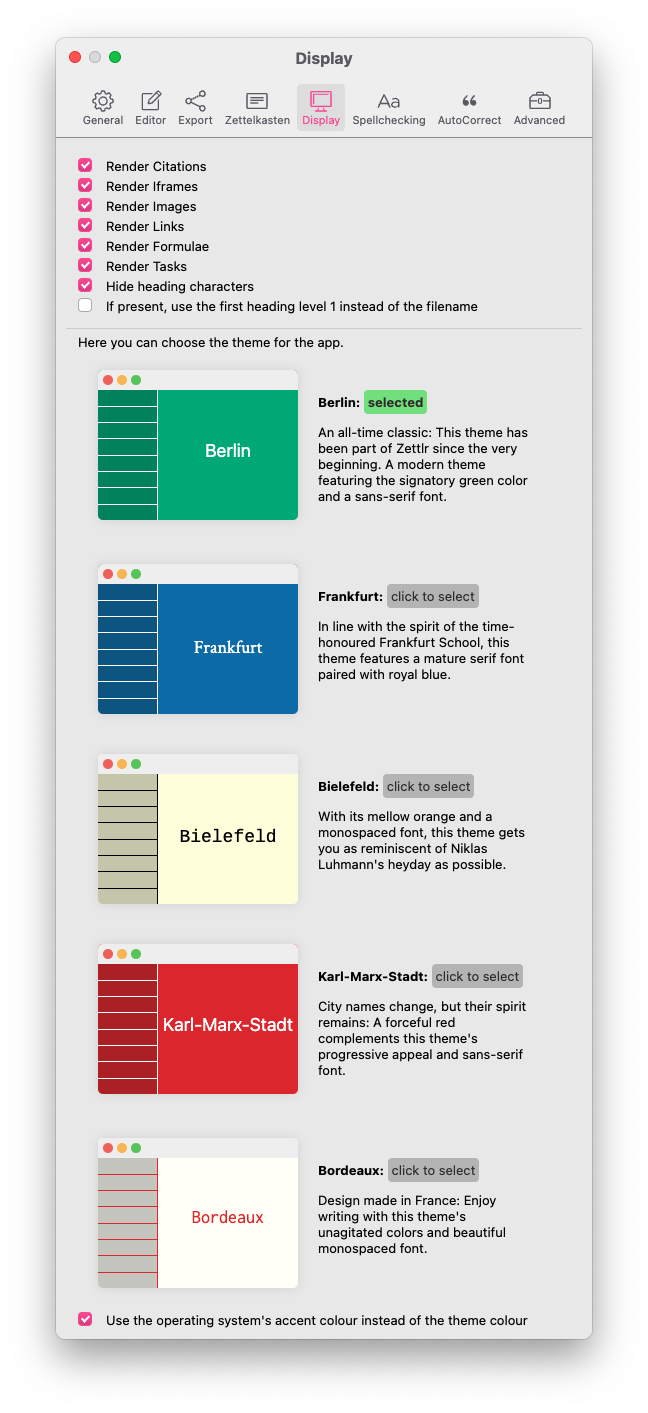 Display
General Editor Export Zettelkasten Display Aa Spellchecking “ AutoCorrect Advanced
Render Citations
Render Iframes
Render Images
Render Links
Render Formulae
Render Tasks
Hide heading characters
If present, use the first heading level 1 instead of the filename
Here you can choose the theme for the app.
Berlin
Berlin: selected
An all-time classic: This theme has
been part of Zettlr since the very
beginning. A modern theme
featuring the signatory green color
and a sans-serif font.
Frankfurt
Frankfurt: click to select
In line with the spirit of the time-
honoured Frankfurt School, this
theme features a mature serif font
paired with royal blue.
Bielefeld
Bielefeld: click to select
With its mellow orange and a
monospaced font, this theme gets
you as reminiscent of Niklas
Luhmann's heyday as possible.
Karl-Marx-Stadt
Karl-Marx-Stadt: click to select
City names change, but their spirit
remains: A forceful red
complements this theme's
progressive appeal and sans-serif
font.
Bordeaux
Bordeaux: click to select
Design made in France: Enjoy
writing with this theme's
unagitated colors and beautiful
monospaced font.
Use the operating system's accent colour instead of the theme colour